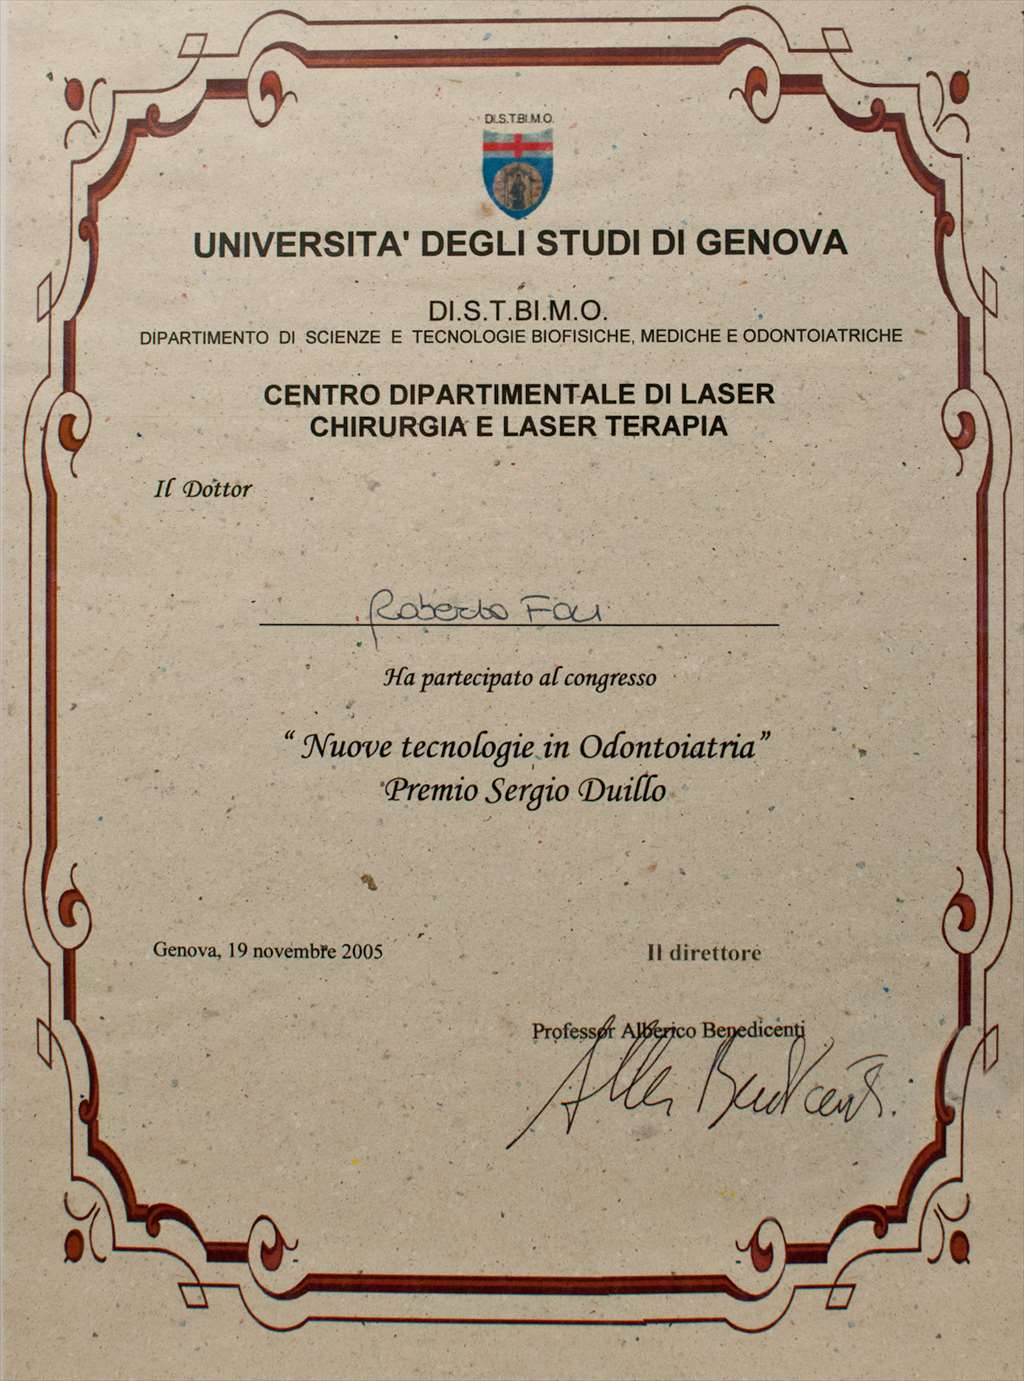 DI.S.T.BI.M.O.
UNIVERSITA' DEGLI STUDI DI GENOVA
DI.S.T.BI.M.O.
DIPARTIMENTO DI SCIENZE E TECNOLOGIE BIOFISICHE, MEDICHE E ODONTOIATRICHE
CENTRO DIPARTIMENTALE DI LASER
CHIRURGIA E LASER TERAPIA
Il Dottor
Roberto
Ha partecipato al congresso
“ Nuove tecnologie in Odontoiatria”
Premio Sergio Duillo
Genova, 19 novembre 2005
Il direttore
Professor Alberico Benedicenti